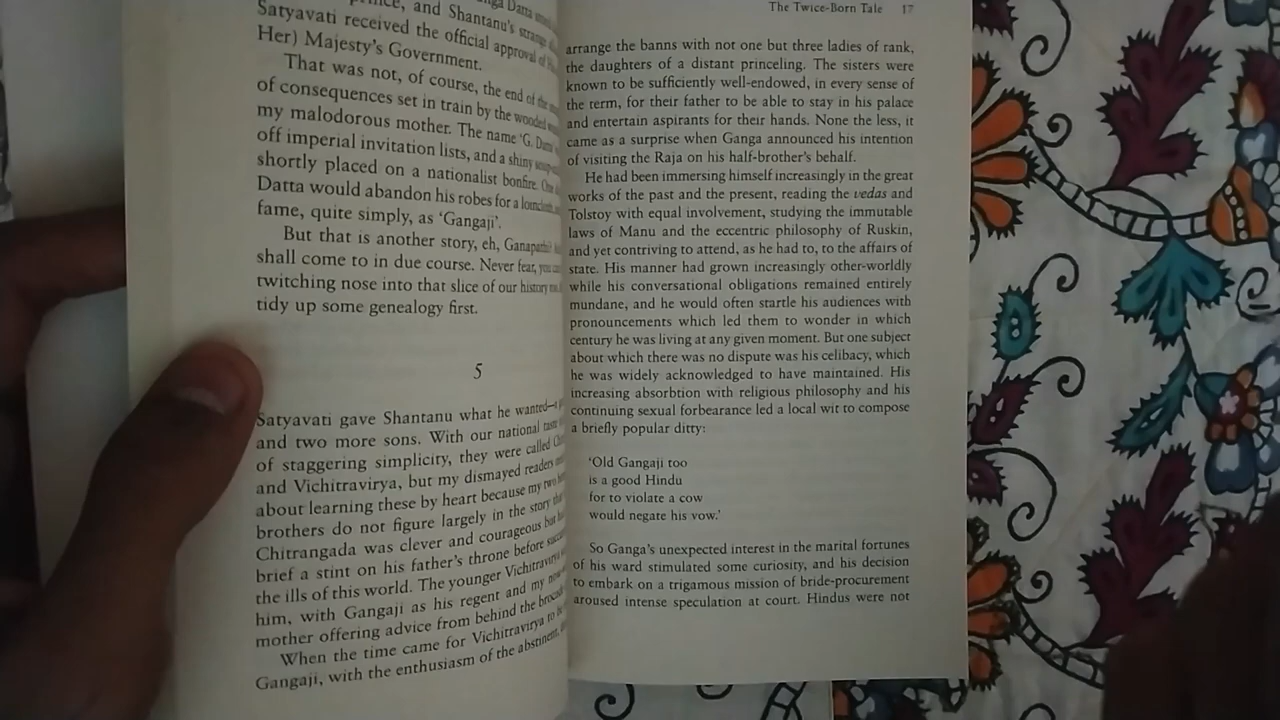 Satyavati received the official approval of
Her) Majesty's Government.
That was not, of course, the end of the
of consequences set in train by the wooded
my malodorous mother. The name 'G. Datta
off imperial invitation lists, and a shiny
shortly placed on a nationalist bonfire.
Datta would abandon his robes for a loincloth,
fame, quite simply, as 'Gangaji'.
But that is another story, eh, Ganapathi?
shall come to in due course. Never fear, you
twitching nose into that slice of our history
tidy up some genealogy first.
5
Satyavati gave Shantanu what he wanted—
and two more sons. With our national taste
of staggering simplicity, they were called
and Vichitravirya, but my dismayed readers
about learning these by heart because my two
brothers do not figure largely in the story
Chitrangada was clever and courageous but
brief a stint on his father's throne before
the ills of this world. The younger Vichitravirya
him, with Gangaji as his regent and my
mother offering advice from behind the
When the time came for Vichitravirya to
Gangaji, with the enthusiasm of the abstinent,
The Twice-Born Tale 17
arrange the banns with not one but three ladies of rank,
the daughters of a distant princeling. The sisters were
known to be sufficiently well-endowed, in every sense of
the term, for their father to be able to stay in his palace
and entertain aspirants for their hands. None the less, it
came as a surprise when Ganga announced his intention
of visiting the Raja on his half-brother's behalf.
He had been immersing himself increasingly in the great
works of the past and the present, reading the vedas and
Tolstoy with equal involvement, studying the immutable
laws of Manu and the eccentric philosophy of Ruskin,
and yet contriving to attend, as he had to, to the affairs of
state. His manner had grown increasingly other-worldly
while his conversational obligations remained entirely
mundane, and he would often startle his audiences with
pronouncements which led them to wonder in which
century he was living at any given moment. But one subject
about which there was no dispute was his celibacy, which
he was widely acknowledged to have maintained. His
increasing absorbtion with religious philosophy and his
continuing sexual forbearance led a local wit to compose
a briefly popular ditty:
'Old Gangaji too
is a good Hindu
for to violate a cow
would negate his vow.'
So Ganga's unexpected interest in the marital fortunes
of his ward stimulated some curiosity, and his decision
to embark on a trigamous mission of bride-procurement
aroused intense speculation at court. Hindus were not